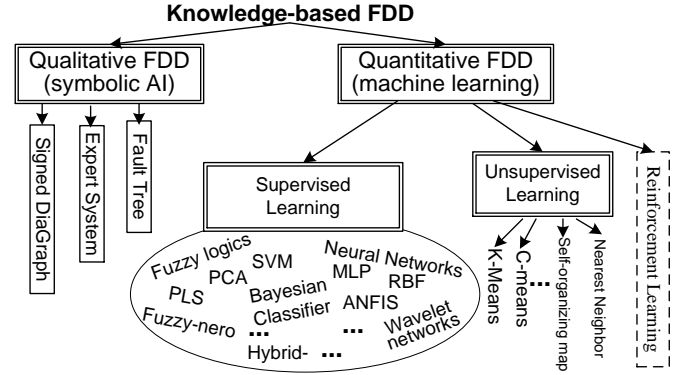 Knowledge-based FDD
Qualitative FDD
(symbolic AI)
Quantitative FDD
(machine learning)
Signed DiaGraph
Expert System
Fault Tree
Supervised
Learning
Unsupervised
Learning
Reinforcement Learning
Fuzzy logics
SVM
Neural Networks
PCA
MLP
RBF
PLS
Bayesian
Classifier
ANFIS
Fuzzy-nero
...
...
Wavelet
networks
Hybrid-
...
K-Means
C-means
...
Self-organizing map
Nearest Neighbor